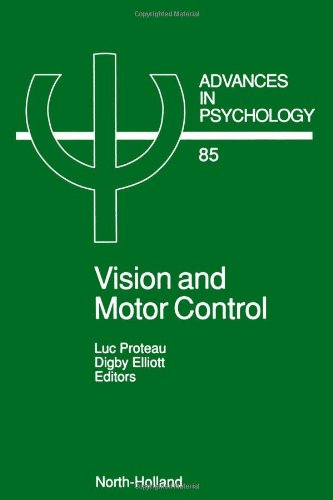 ADVANCES
IN
PSYCHOLOGY
85
Vision and
Motor Control
Luc Proteau
Digby Elliott
Editors
North-Holland